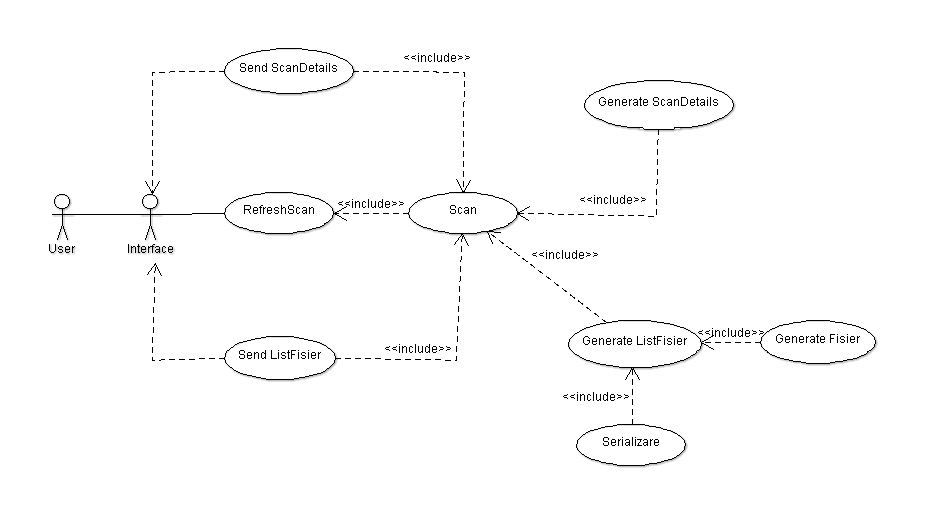 Send ScanDetails
<<include>>
Generate ScanDetails
<<include>>
User
Interface
RefreshScan
<<include>>
Scan
<<include>>
Send ListFisier
<<include>>
Generate ListFisier
<<include>>
Generate Fisier
<<include>>
Serializare